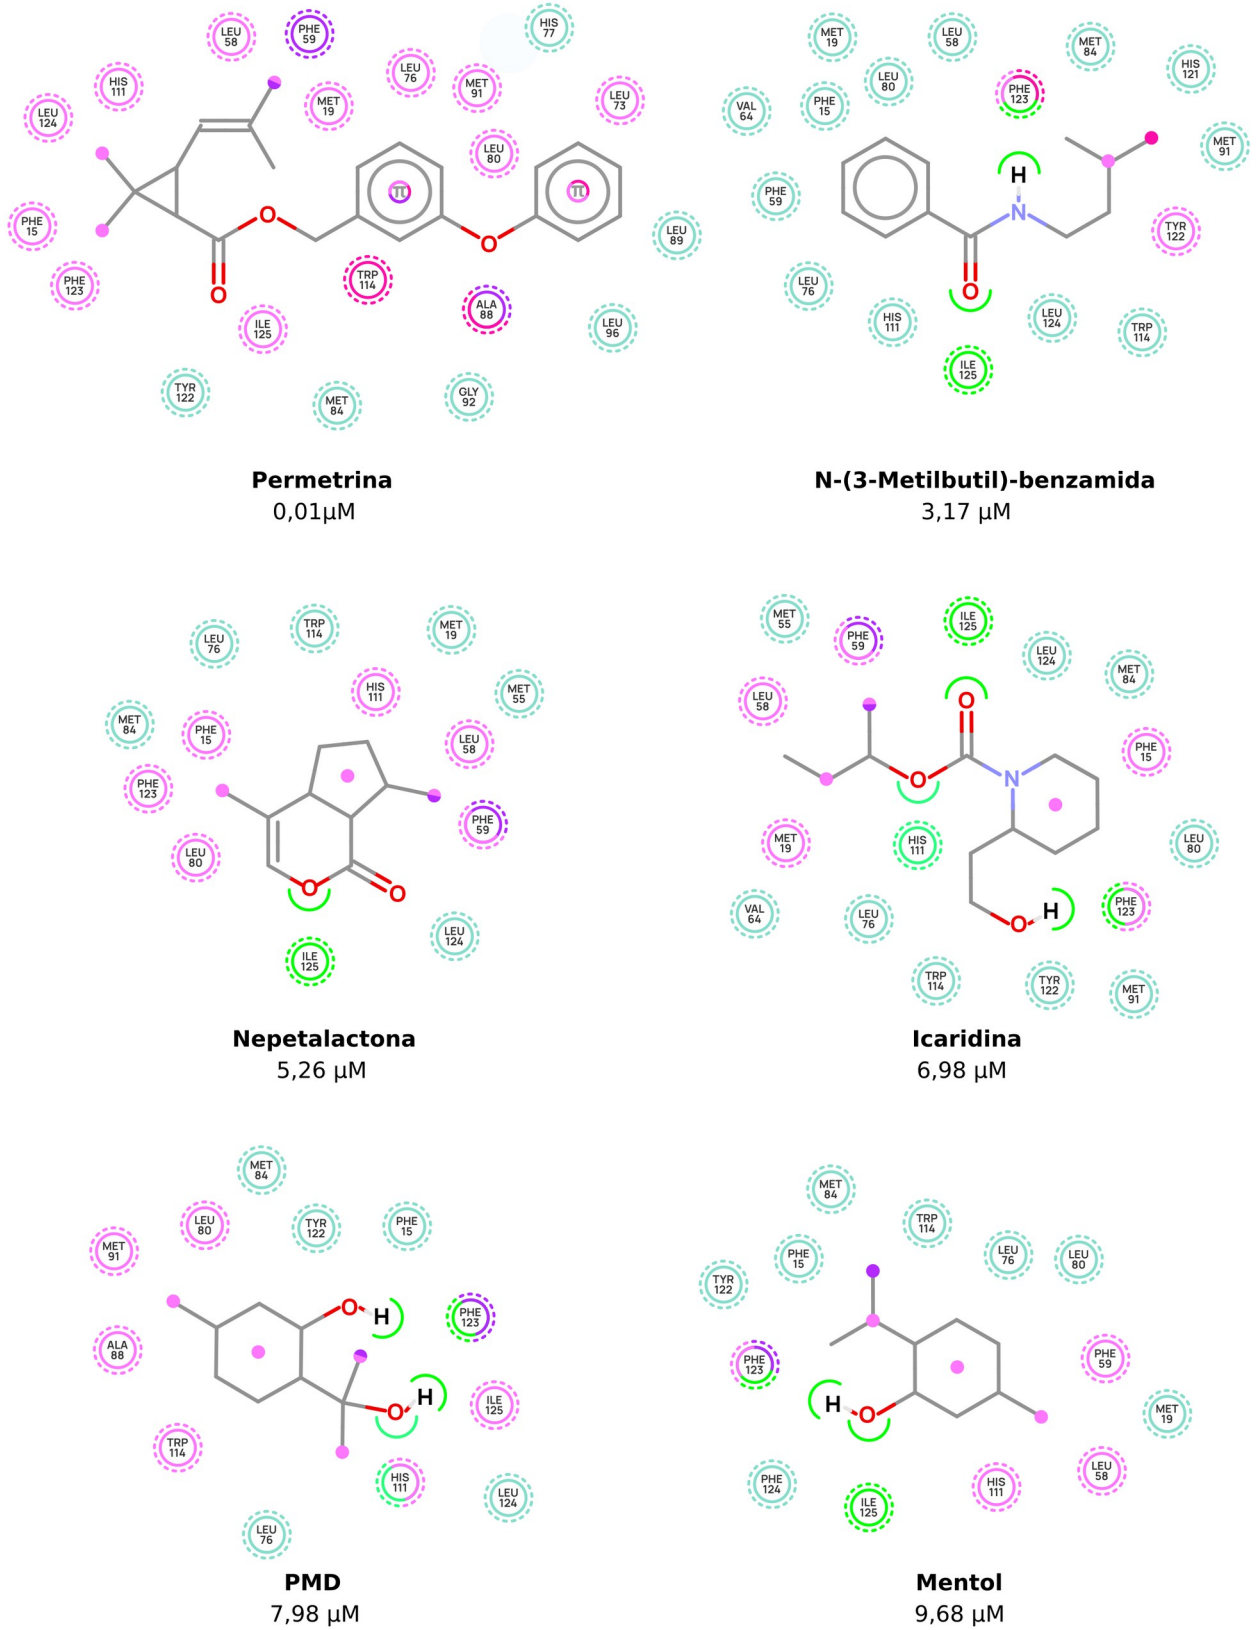 LEU
58
PHE
59
HIS
77
LEU
76
MET
91
LEU
73
HIS
111
MET
19
LEU
124
LEU
80
π
π
PHE
15
O
O
LEU
89
PHE
123
TRP
114
O
ALA
88
ILE
125
LEU
96
TYR
122
MET
84
GLY
92
Permetrina
0,01µM
MET
19
LEU
58
MET
84
HIS
121
LEU
80
PHE
123
VAL
64
PHE
15
MET
91
H
N
PHE
59
TYR
122
LEU
76
O
HIS
111
LEU
124
TRP
114
ILE
125
N-(3-Metilbutil)-benzamida
3,17 µM
LEU
76
TRP
114
MET
19
HIS
111
MET
55
MET
84
PHE
15
LEU
58
PHE
123
PHE
59
LEU
80
O
O
LEU
124
ILE
125
Nepetalactona
5,26 µM
MET
55
PHE
59
ILE
125
LEU
124
MET
84
LEU
58
O
PHE
15
O
N
MET
19
HIS
111
LEU
80
VAL
64
LEU
76
O
H
PHE
123
TRP
114
TYR
122
MET
91
Icaridina
6,98 µM
MET
84
LEU
80
TYR
122
PHE
15
MET
91
O
H
PHE
123
ALA
88
O
H
ILE
125
TRP
114
HIS
111
LEU
124
LEU
76
PMD
7,98 µM
MET
84
TRP
114
PHE
15
LEU
76
LEU
80
TYR
122
PHE
123
PHE
59
H
O
MET
19
PHE
124
ILE
125
HIS
111
LEU
58
Mentol
9,68 µM